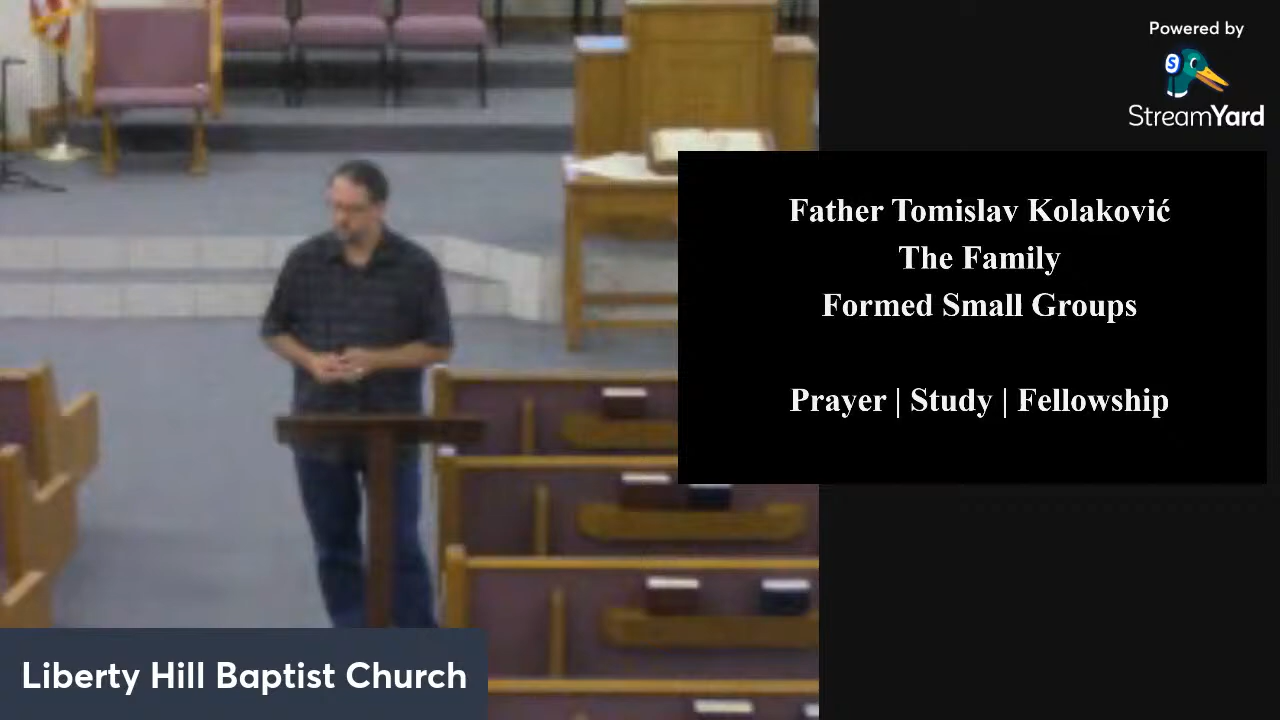 Powered by
S
StreamYard
Father Tomislav Kolaković
The Family
Formed Small Groups
Prayer | Study | Fellowship
Liberty Hill Baptist Church